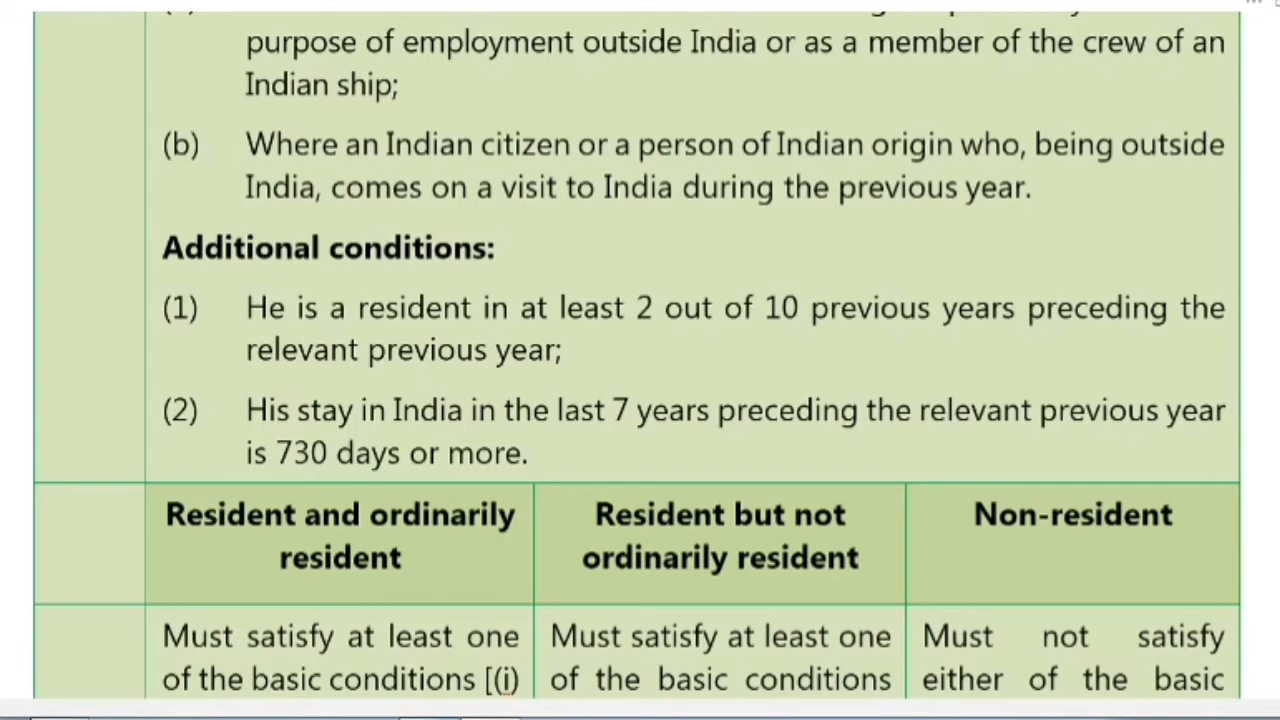 purpose of employment outside India or as a member of the crew of an
Indian ship;
(b) Where an Indian citizen or a person of Indian origin who, being outside
India, comes on a visit to India during the previous year.
Additional conditions:
(1) He is a resident in at least 2 out of 10 previous years preceding the
relevant previous year;
(2) His stay in India in the last 7 years preceding the relevant previous year
is 730 days or more.
Resident and ordinarily
resident
Resident but not
ordinarily resident
Non-resident
Must satisfy at least one
of the basic conditions [(i)
Must satisfy at least one
of the basic conditions
Must not satisfy
either of the basic